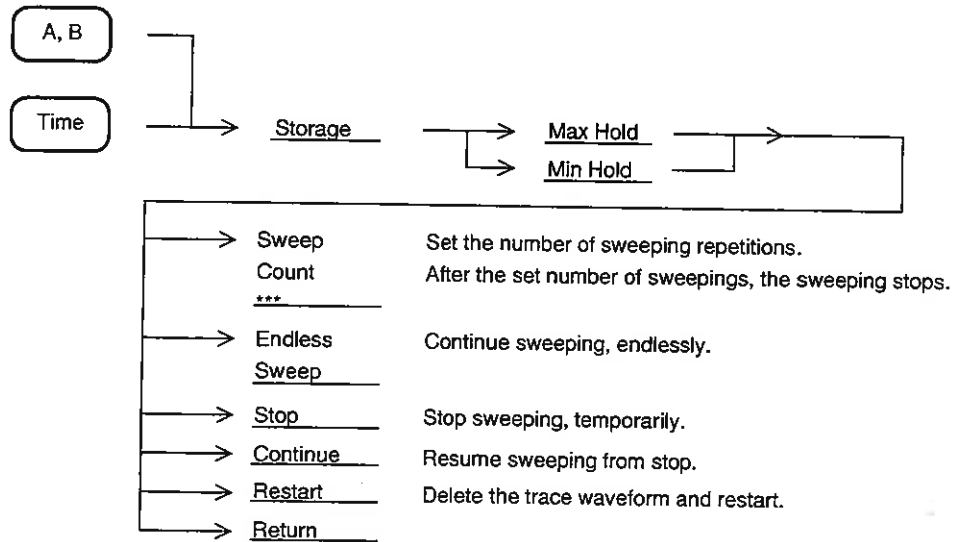 A, B
Time
Storage
Max Hold
Min Hold
Sweep
Count
***
Set the number of sweeping repetitions.
After the set number of sweepings, the sweeping stops.
Endless
Sweep
Continue sweeping, endlessly.
Stop
Stop sweeping, temporarily.
Continue
Resume sweeping from stop.
Restart
Delete the trace waveform and restart.
Return